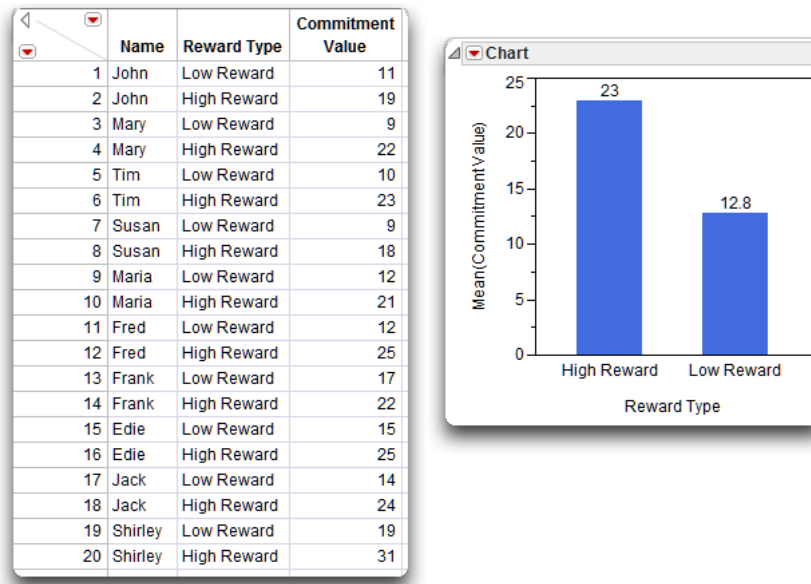 Commitment
Name Reward Type Value
1 John Low Reward 11
2 John High Reward 19
3 Mary Low Reward 9
4 Mary High Reward 22
5 Tim Low Reward 10
6 Tim High Reward 23
7 Susan Low Reward 9
8 Susan High Reward 18
9 Maria Low Reward 12
10 Maria High Reward 21
11 Fred Low Reward 12
12 Fred High Reward 25
13 Frank Low Reward 17
14 Frank High Reward 22
15 Edie Low Reward 15
16 Edie High Reward 25
17 Jack Low Reward 14
18 Jack High Reward 24
19 Shirley Low Reward 19
20 Shirley High Reward 31
Chart
Mean(Commitment Value)
25
20
15
10
5
0
23
12.8
High Reward Low Reward
Reward Type